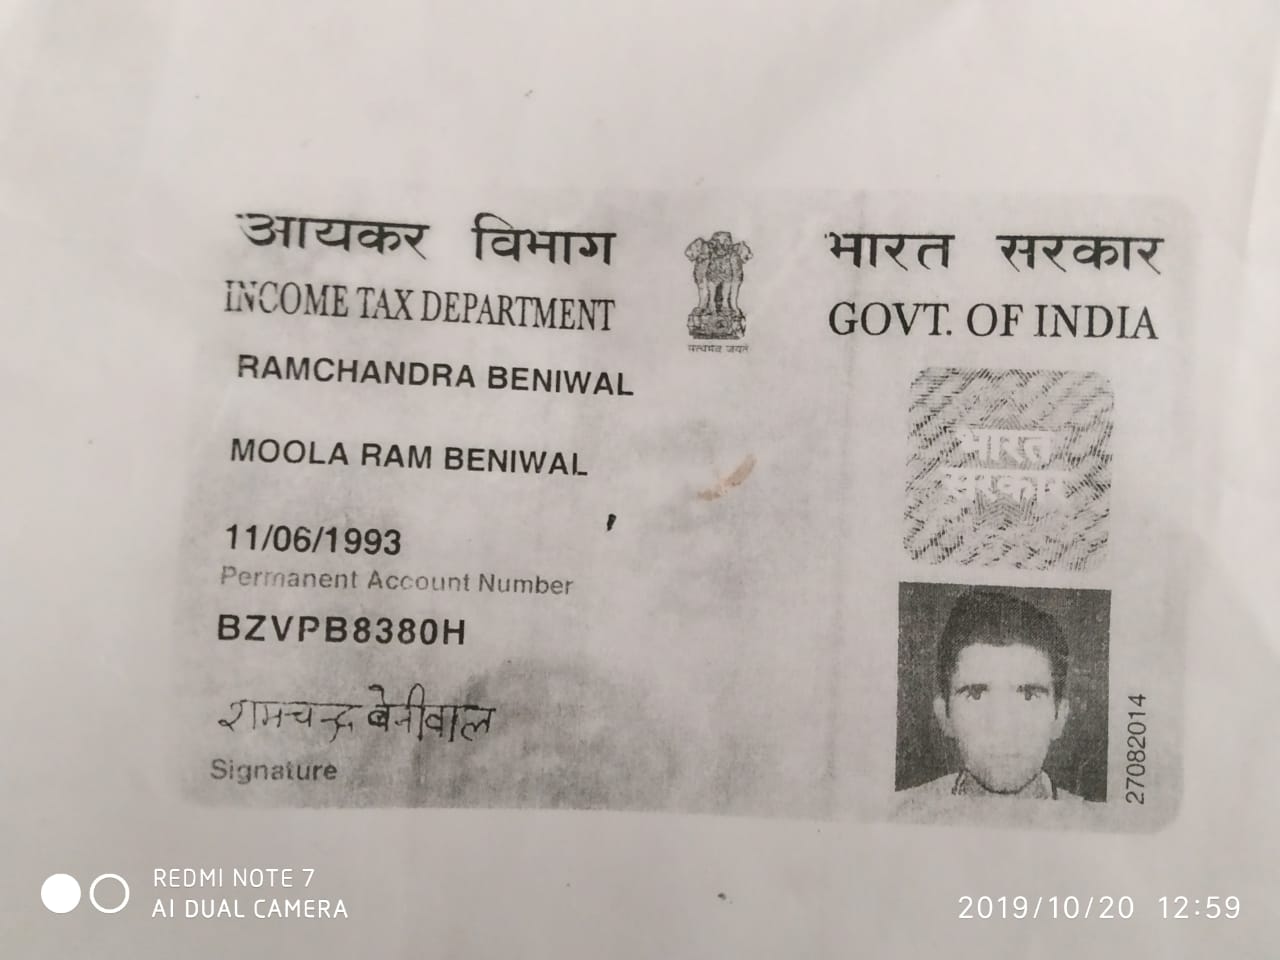 आयकर विभाग
INCOME TAX DEPARTMENT
सत्यमेव जयते
भारत सरकार
GOVT. OF INDIA
RAMCHANDRA BENIWAL
MOOLA RAM BENIWAL
11/06/1993
Permanent Account Number
BZVPB8380H
रामचन्द्र बेनीवाल
Signature
भारत
सरकार
27082014
REDMI NOTE 7
AI DUAL CAMERA
2019/10/20 12:59